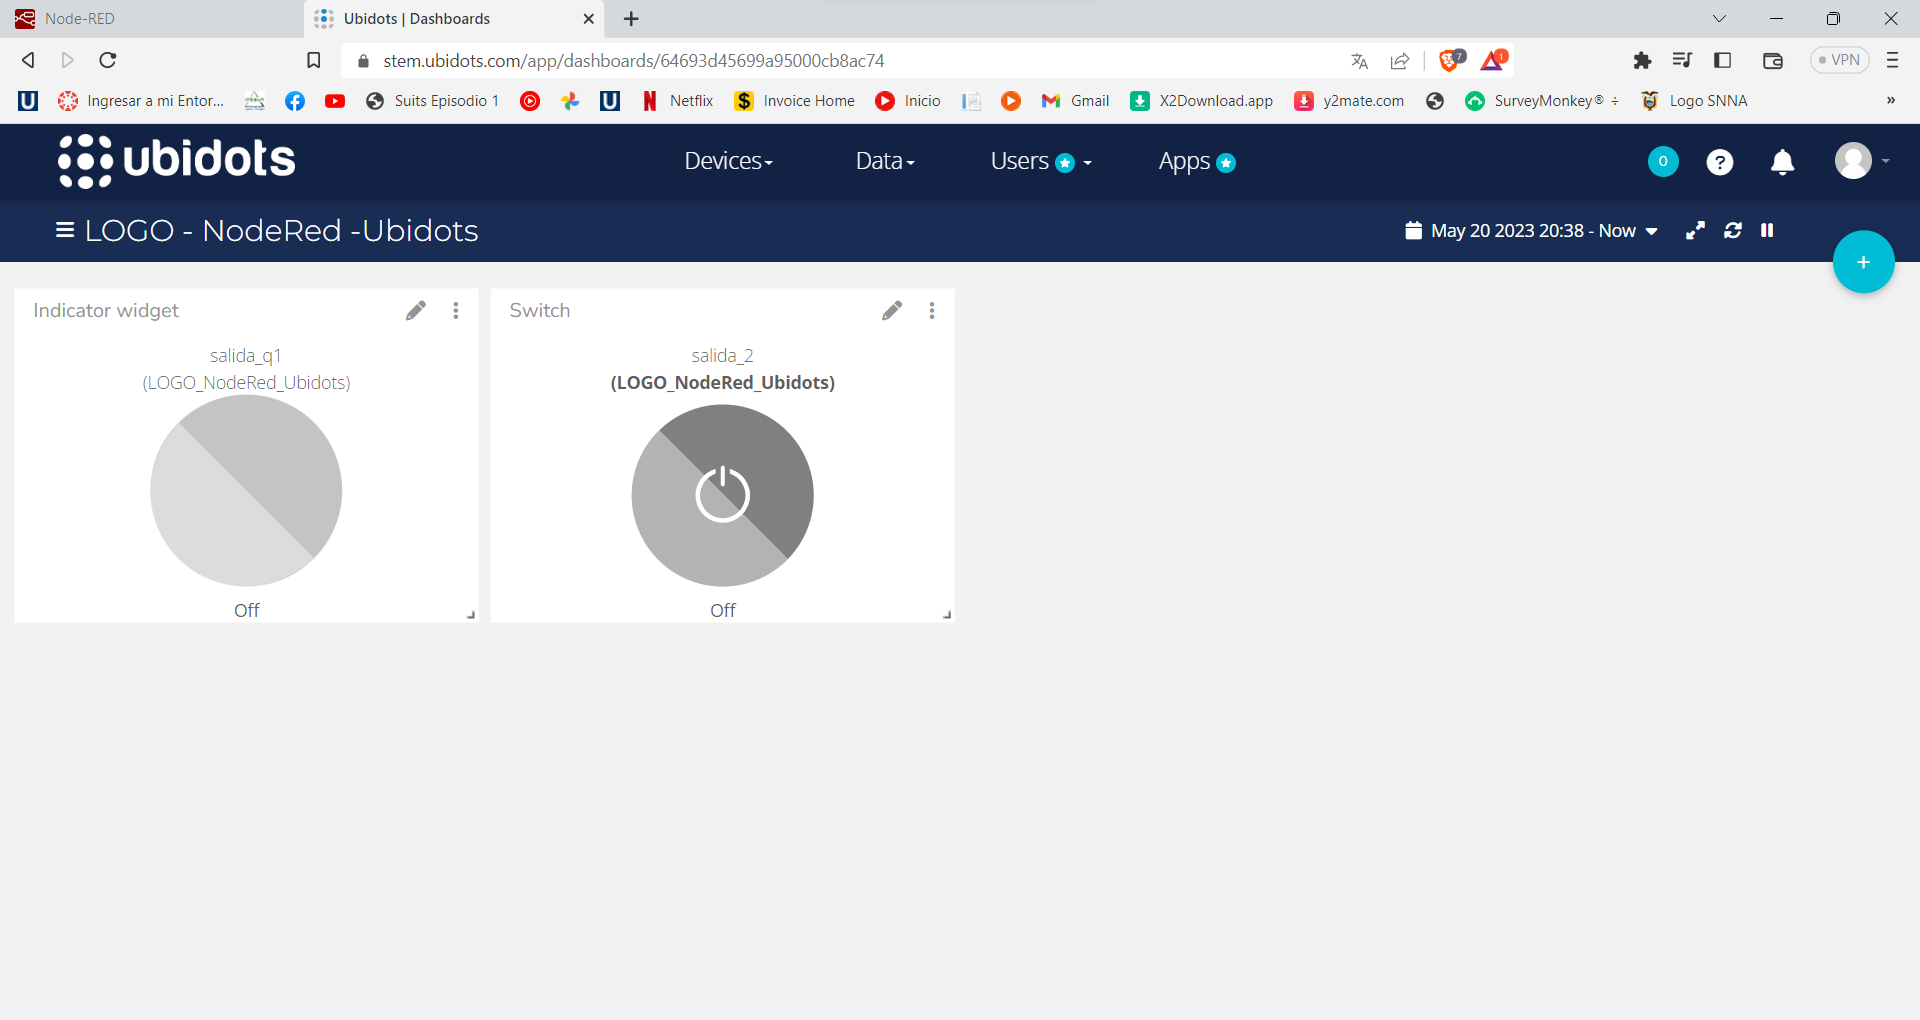 Node-RED
Ubidots | Dashboards
stem.ubidots.com/app/dashboards/64693d45699a95000cb8ac74
7
1
VPN
U Ingresar a mi Entor... Suits Episodio 1 U N Netflix $ Invoice Home Inicio Gmail X2Download.app y2mate.com SurveyMonkey® ÷ Logo SNNA »
ubidots
Devices
Data
Users
Apps
0
?
LOGO - NodeRed -Ubidots
May 20 2023 20:38 - Now
+
Indicator widget
salida_q1
(LOGO_NodeRed_Ubidots)
Off
Switch
salida_2
(LOGO_NodeRed_Ubidots)
Off